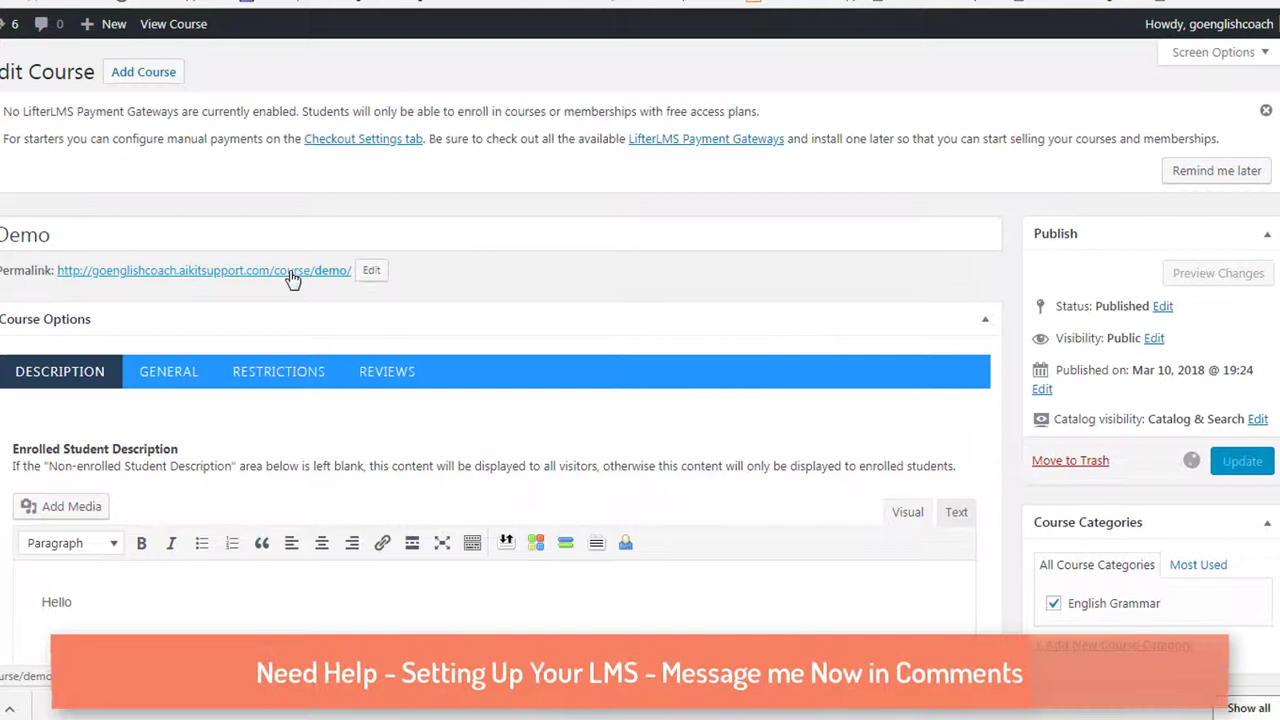 6 0 New View Course Howdy, goenglishcoach
Screen Options
dit Course Add Course
No LifterLMS Payment Gateways are currently enabled. Students will only be able to enroll in courses or memberships with free access plans.
For starters you can configure manual payments on the Checkout Settings tab. Be sure to check out all the available LifterLMS Payment Gateways and install one later so that you can start selling your courses and memberships.
Remind me later
Demo
Permalink: http://goenglishcoach.aikitsupport.com/course/demo/ Edit
Course Options
DESCRIPTION GENERAL RESTRICTIONS REVIEWS
Enrolled Student Description
If the "Non-enrolled Student Description" area below is left blank, this content will be displayed to all visitors, otherwise this content will only be displayed to enrolled students.
Add Media
Visual Text
Paragraph
Hello
Publish
Preview Changes
Status: Published Edit
Visibility: Public Edit
Published on: Mar 10, 2018 @ 19:24
Edit
Catalog visibility: Catalog & Search Edit
Move to Trash Update
Course Categories
All Course Categories Most Used
English Grammar
+ Add New Course Category
Need Help - Setting Up Your LMS - Message me Now in Comments
urse/demo
Show all